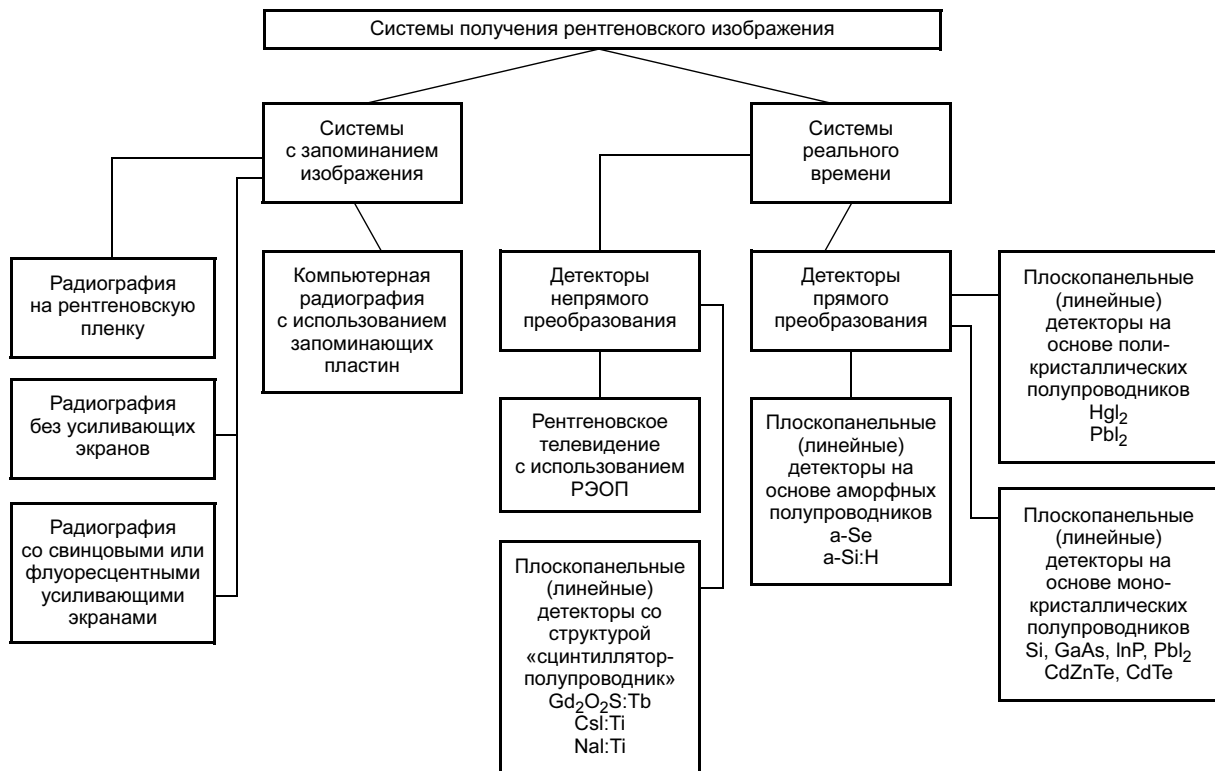 Системы получения рентгеновского изображения
Системы
с запоминанием
изображения
Системы
реального
времени
Радиография
на рентгеновскую
пленку
Компьютерная
радиография
с использованием
запоминающих
пластин
Детекторы
непрямого
преобразования
Детекторы
прямого
преобразования
Плоскопанельные
(линейные)
детекторы на
основе поли-
кристаллических
полупроводников
HgI₂
PbI₂
Радиография
без усиливающих
экранов
Рентгеновское
телевидение
с использованием
РЭОП
Плоскопанельные
(линейные)
детекторы на
основе аморфных
полупроводников
a-Se
a-Si:H
Радиография
со свинцовыми или
флуоресцентными
усиливающими
экранами
Плоскопанельные
(линейные)
детекторы со
структурой
«сцинтиллятор-
полупроводник»
Gd₂O₂S:Tb
CsI:Ti
NaI:Ti
Плоскопанельные
(линейные)
детекторы на
основе моно-
кристаллических
полупроводников
Si, GaAs, InP, PbI₂
CdZnTe, CdTe